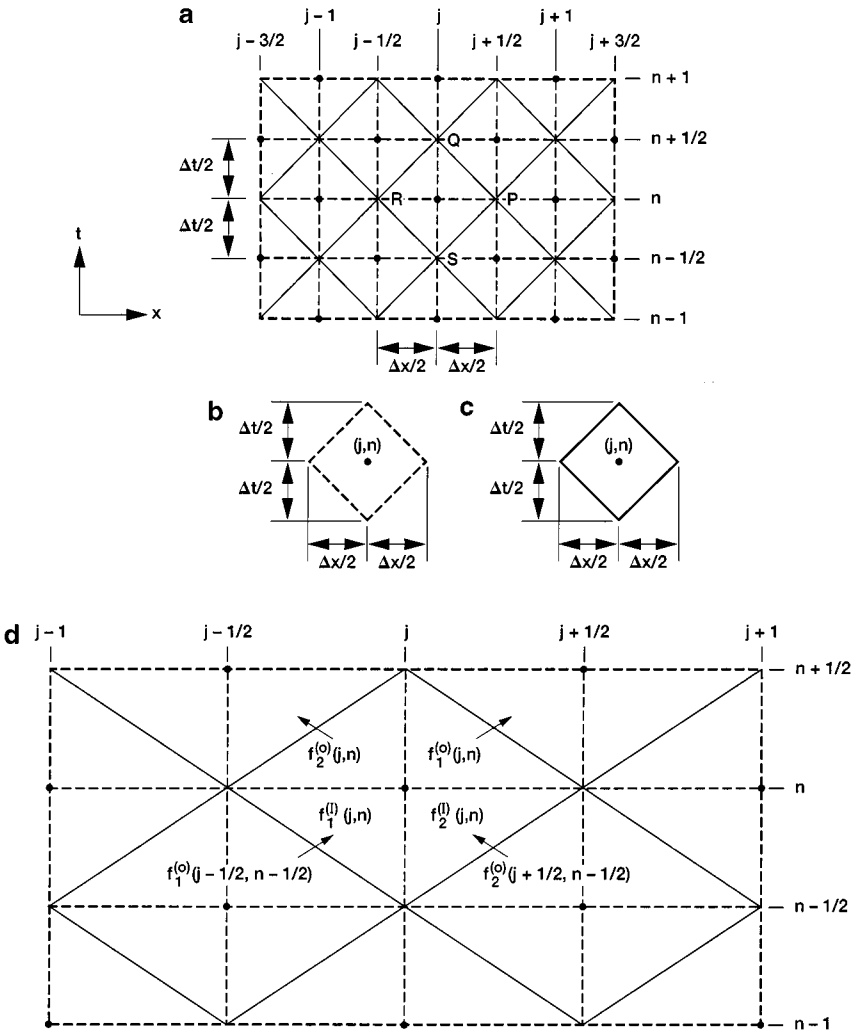 a
j – 1 j j + 1
j – 3/2 j – 1/2 j + 1/2 j + 3/2
n + 1
Q n + 1/2
Δt/2
R P n
Δt/2
S n – 1/2
t
x
n – 1
Δx/2 Δx/2
b c
Δt/2 (j,n) Δt/2 (j,n)
Δt/2 Δt/2
Δx/2 Δx/2 Δx/2 Δx/2
d j – 1 j – 1/2 j j + 1/2 j + 1
n + 1/2
f₂⁽ᵒ⁾(j,n) f₁⁽ᵒ⁾(j,n)
n
f₁⁽ᴵ⁾(j,n) f₂⁽ᴵ⁾(j,n)
f₁⁽ᵒ⁾(j – 1/2, n – 1/2) f₂⁽ᵒ⁾(j + 1/2, n – 1/2)
n – 1/2
n – 1